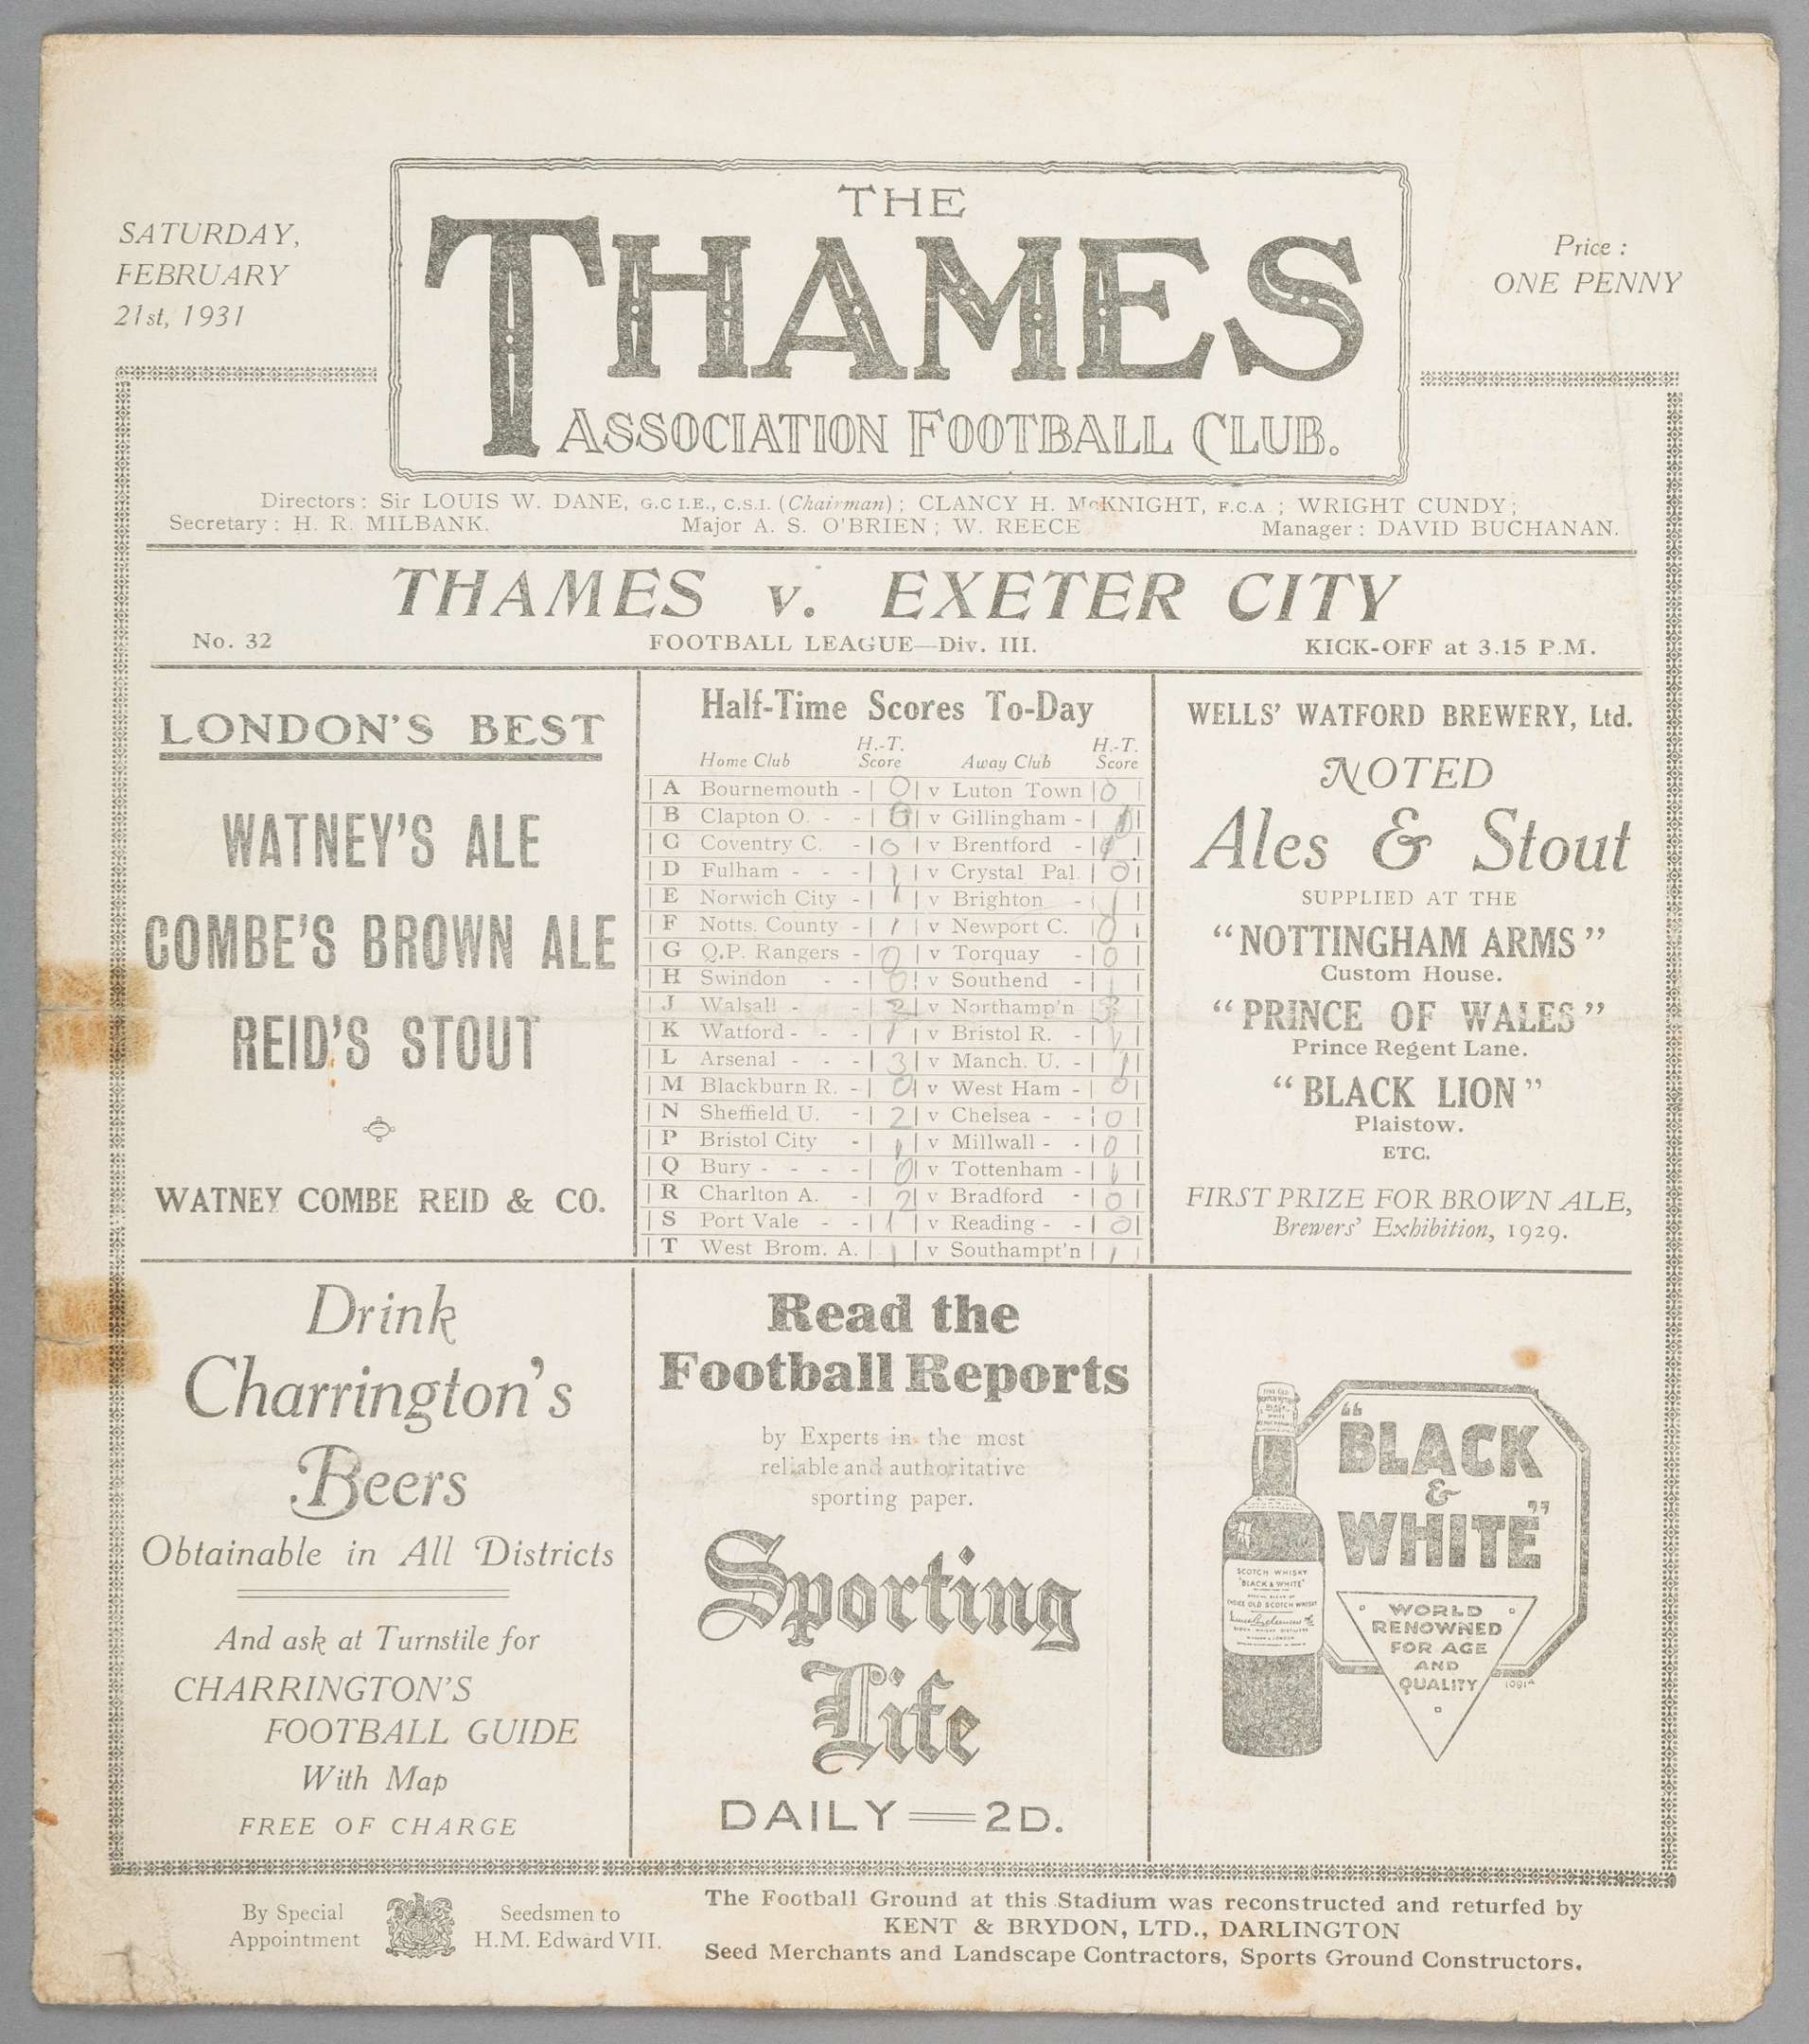 SATURDAY,
FEBRUARY
21st, 1931
THE
THAMES
ASSOCIATION FOOTBALL CLUB.
Price :
ONE PENNY
Directors : Sir LOUIS W. DANE, G.C I.E., C.S.I. (Chairman) ; CLANCY H. McKNIGHT, F.C.A ; WRIGHT CUNDY ;
Secretary : H. R. MILBANK. Major A. S. O'BRIEN ; W. REECE Manager : DAVID BUCHANAN.
THAMES v. EXETER CITY
No. 32 FOOTBALL LEAGUE—Div. III. KICK-OFF at 3.15 P.M.
LONDON'S BEST
WATNEY'S ALE
COMBE'S BROWN ALE
REID'S STOUT
WATNEY COMBE REID & CO.
Half-Time Scores To-Day
Home Club H.-T. Score Away Club H.-T. Score
A Bournemouth - 0 v Luton Town 0
B Clapton O. - - v Gillingham -
C Coventry C. - 0 v Brentford -
D Fulham - - - 1 v Crystal Pal. 0
E Norwich City - 1 v Brighton - 1
F Notts. County - 1 v Newport C. 0
G Q.P. Rangers - 0 v Torquay - 0
H Swindon - - 0 v Southend - 1
J Walsall - - 2 v Northamp'n 3
K Watford - - - 1 v Bristol R. -
L Arsenal - - - 3 v Manch. U. - 1
M Blackburn R. - 0 v West Ham - 0
N Sheffield U. - 2 v Chelsea - - 0
P Bristol City - 1 v Millwall - - 0
Q Bury - - - - 0 v Tottenham - 1
R Charlton A. - 2 v Bradford - 0
S Port Vale - - 1 v Reading - - 0
T West Brom. A. 1 v Southampt'n 1
WELLS' WATFORD BREWERY, Ltd.
NOTED
Ales & Stout
SUPPLIED AT THE
"NOTTINGHAM ARMS"
Custom House.
"PRINCE OF WALES"
Prince Regent Lane.
"BLACK LION"
Plaistow.
ETC.
FIRST PRIZE FOR BROWN ALE,
Brewers' Exhibition, 1929.
Drink
Charrington's
Beers
Obtainable in All Districts
And ask at Turnstile for
CHARRINGTON'S
FOOTBALL GUIDE
With Map
FREE OF CHARGE
Read the
Football Reports
by Experts in the most
reliable and authoritative
sporting paper.
Sporting
Life
DAILY — 2D.
"BLACK
&
WHITE"
SCOTCH WHISKY
"BLACK & WHITE"
CHOICE OLD SCOTCH WHISKY
WORLD
RENOWNED
FOR AGE
AND
QUALITY
1091A
By Special
Appointment
Seedsmen to
H.M. Edward VII.
The Football Ground at this Stadium was reconstructed and returfed by
KENT & BRYDON, LTD., DARLINGTON
Seed Merchants and Landscape Contractors, Sports Ground Constructors.